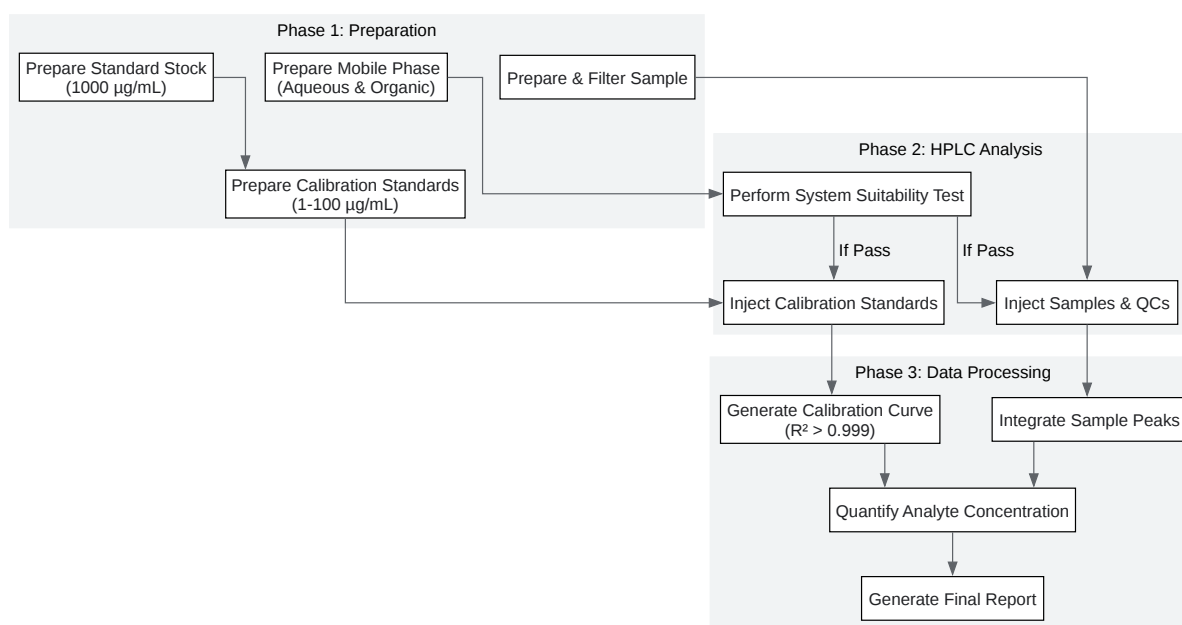 Phase 1: Preparation
Prepare Standard Stock
(1000 µg/mL)
Prepare Mobile Phase
(Aqueous & Organic)
Prepare & Filter Sample
Prepare Calibration Standards
(1-100 µg/mL)
Phase 2: HPLC Analysis
Perform System Suitability Test
If Pass
If Pass
Inject Calibration Standards
Inject Samples & QCs
Phase 3: Data Processing
Generate Calibration Curve
(R² > 0.999)
Integrate Sample Peaks
Quantify Analyte Concentration
Generate Final Report